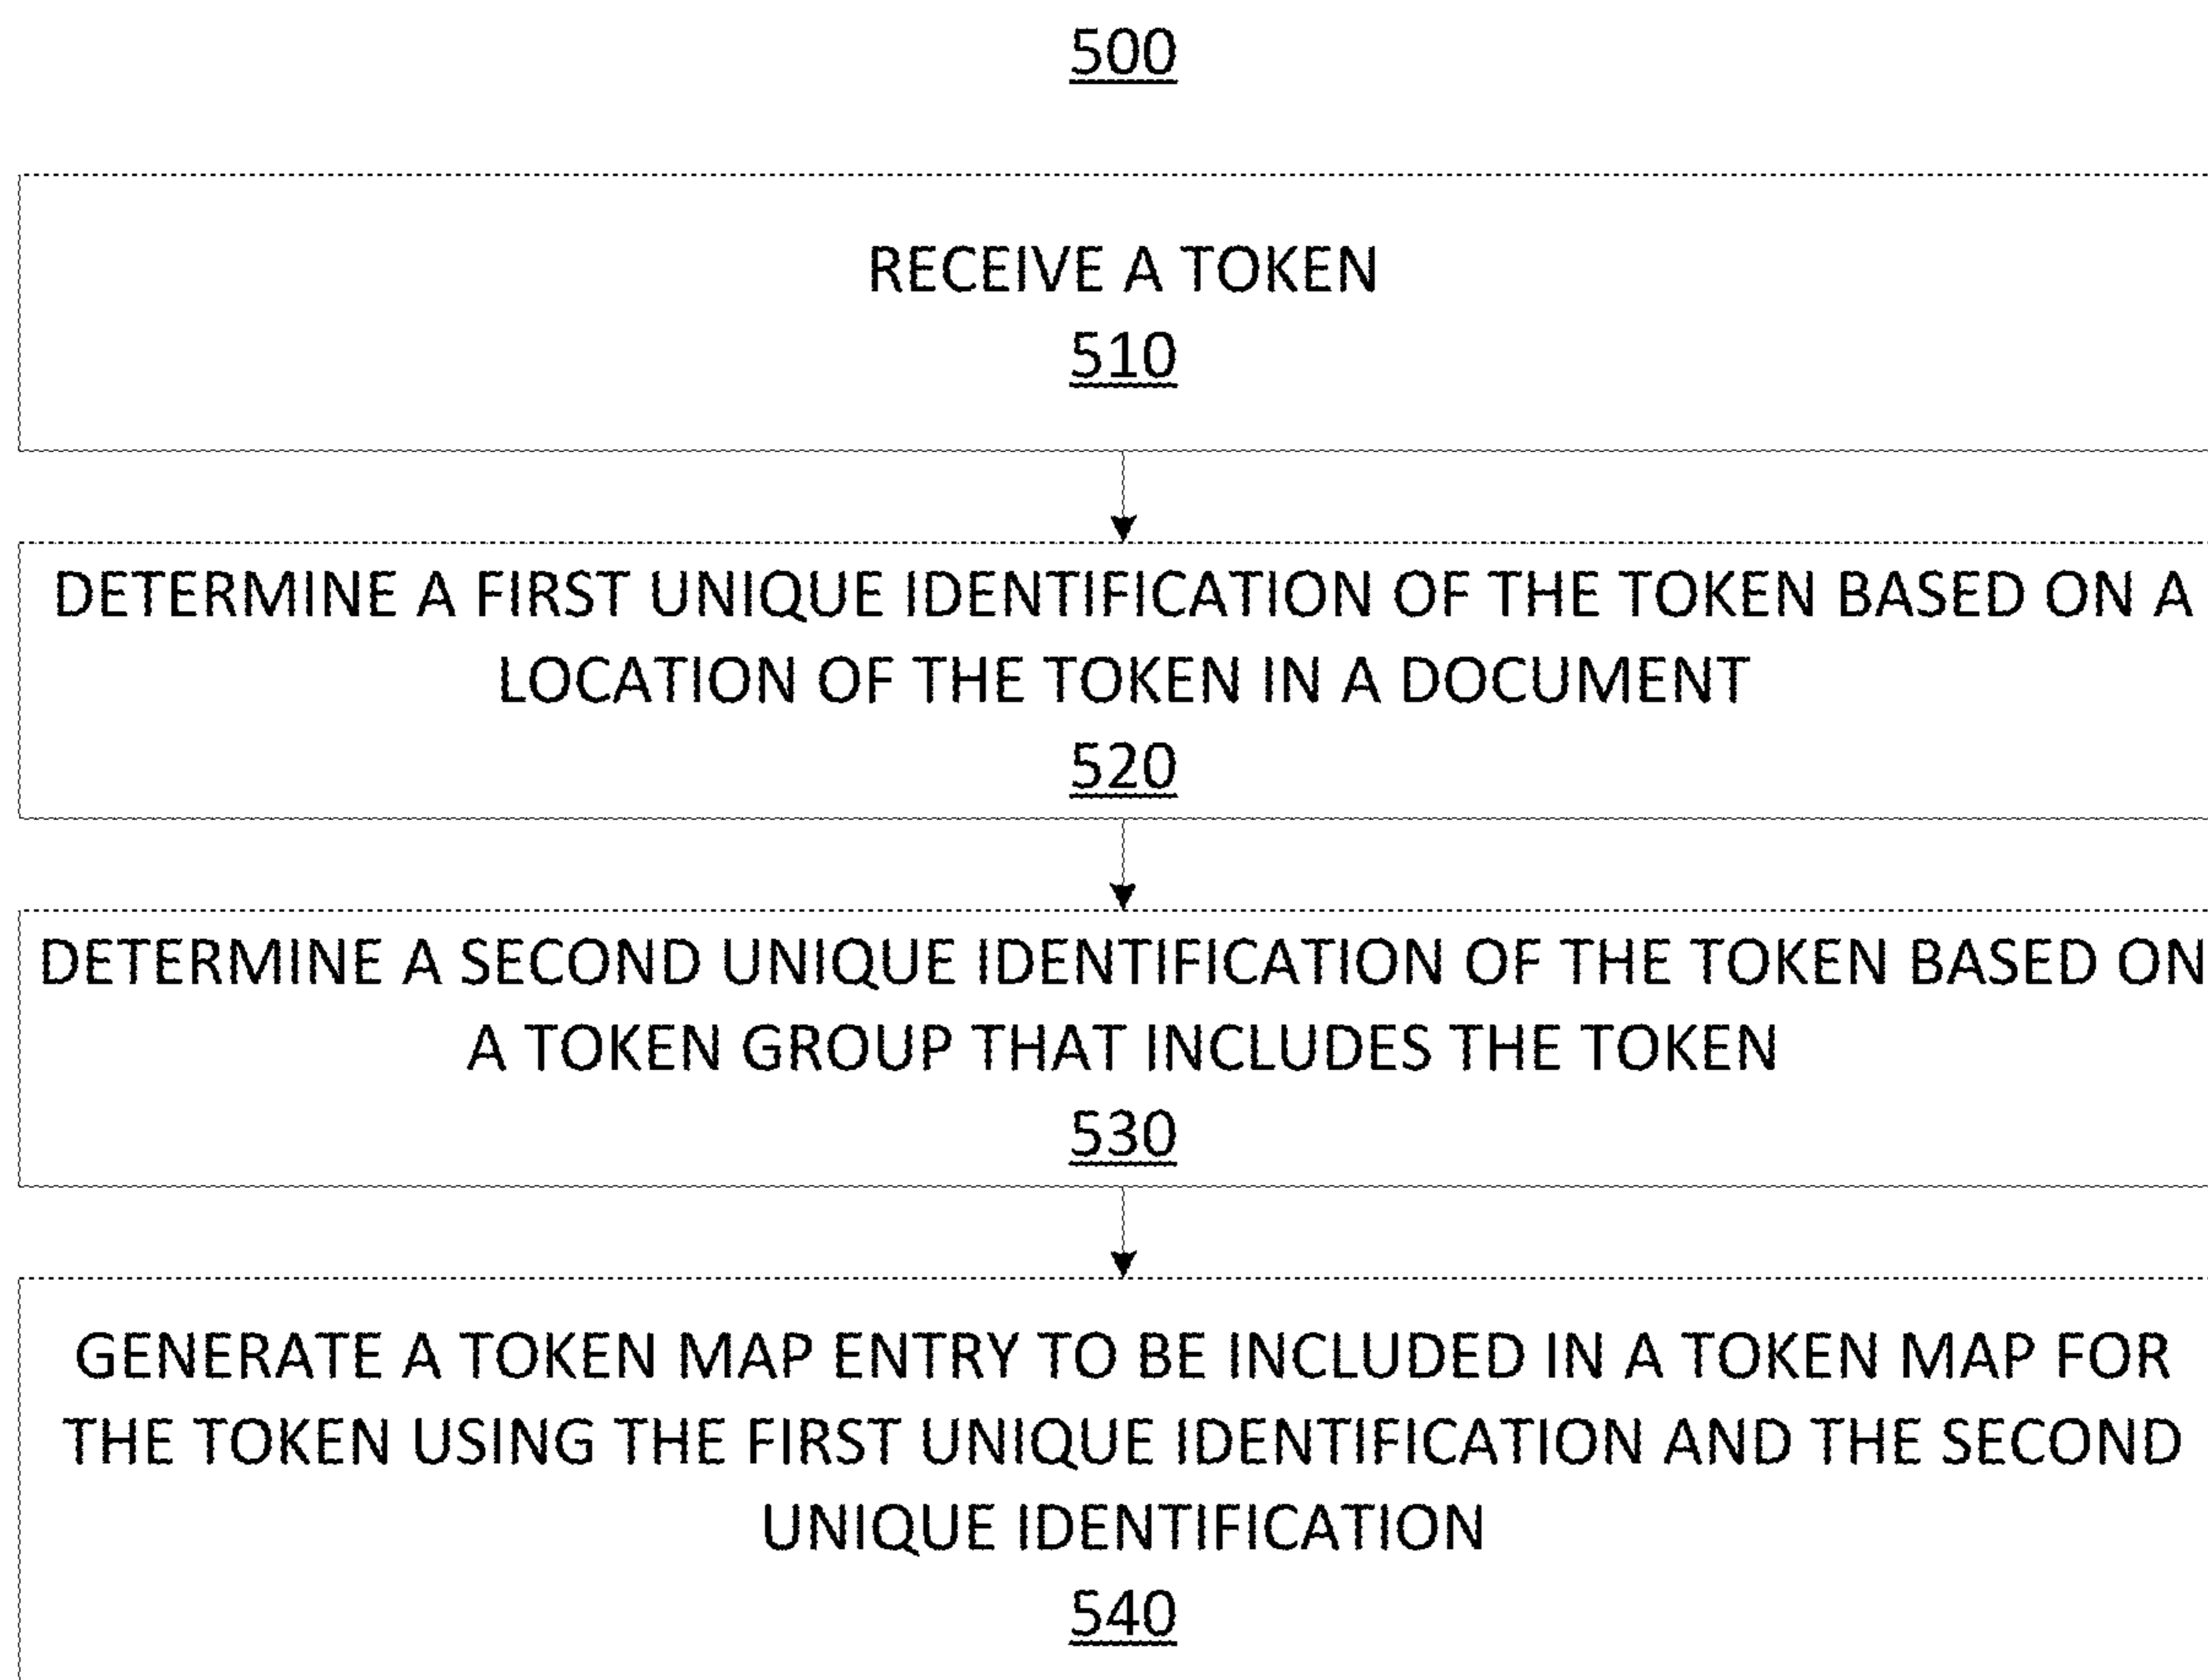 500
RECEIVE A TOKEN
510
DETERMINE A FIRST UNIQUE IDENTIFICATION OF THE TOKEN BASED ON A
LOCATION OF THE TOKEN IN A DOCUMENT
520
DETERMINE A SECOND UNIQUE IDENTIFICATION OF THE TOKEN BASED ON
A TOKEN GROUP THAT INCLUDES THE TOKEN
530
GENERATE A TOKEN MAP ENTRY TO BE INCLUDED IN A TOKEN MAP FOR
THE TOKEN USING THE FIRST UNIQUE IDENTIFICATION AND THE SECOND
UNIQUE IDENTIFICATION
540